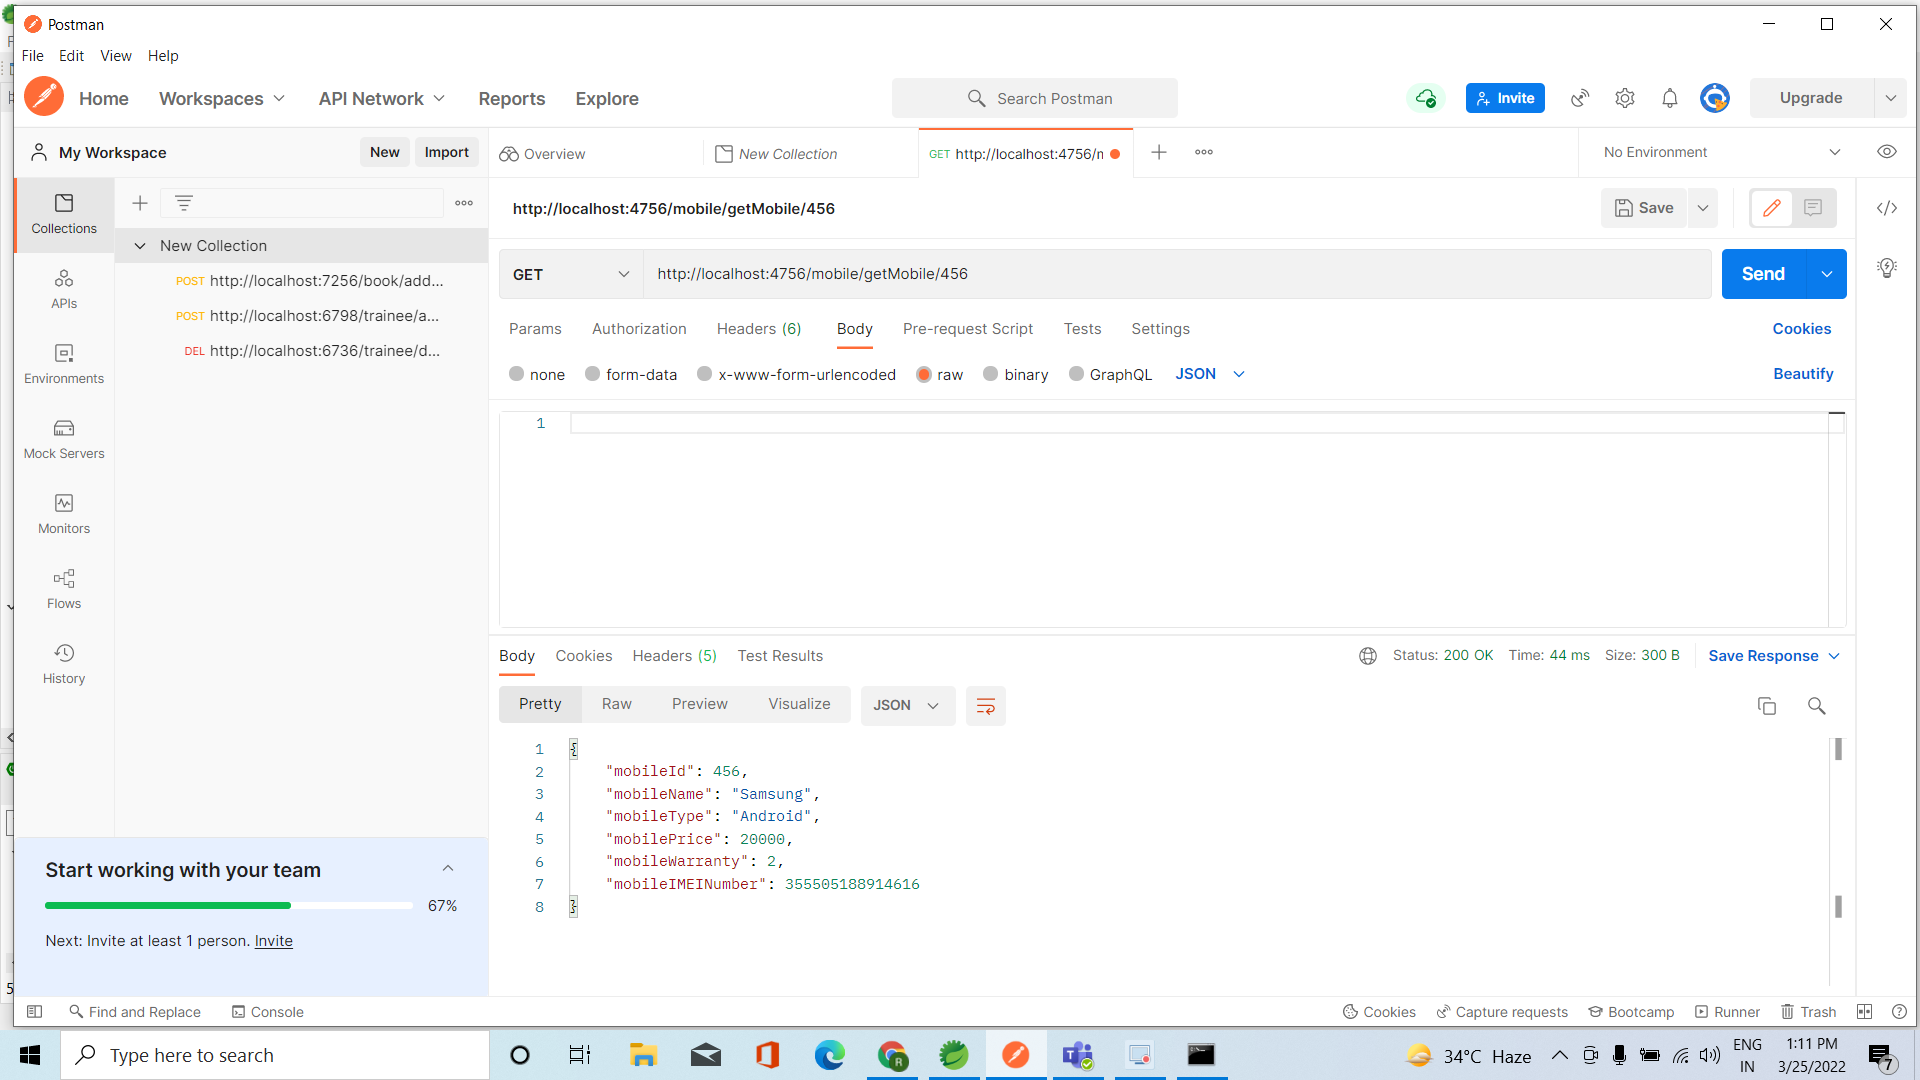 Postman
File Edit View Help
Home Workspaces API Network Reports Explore Search Postman Invite Upgrade
My Workspace New Import Overview New Collection GET http://localhost:4756/n No Environment
Collections
http://localhost:4756/mobile/getMobile/456 Save
New Collection
POST http://localhost:7256/book/add...
POST http://localhost:6798/trainee/a...
DEL http://localhost:6736/trainee/d...
APIs
Environments
Mock Servers
Monitors
Flows
History
GET http://localhost:4756/mobile/getMobile/456 Send
Params Authorization Headers (6) Body Pre-request Script Tests Settings Cookies
none form-data x-www-form-urlencoded raw binary GraphQL JSON Beautify
1
Body Cookies Headers (5) Test Results Status: 200 OK Time: 44 ms Size: 300 B Save Response
Pretty Raw Preview Visualize JSON
1 {
2 "mobileId": 456,
3 "mobileName": "Samsung",
4 "mobileType": "Android",
5 "mobilePrice": 20000,
6 "mobileWarranty": 2,
7 "mobileIMEINumber": 355505188914616
8 }
Start working with your team
67%
Next: Invite at least 1 person. Invite
Find and Replace Console Cookies Capture requests Bootcamp Runner Trash
Type here to search 34°C Haze ENG IN 1:11 PM 3/25/2022 7